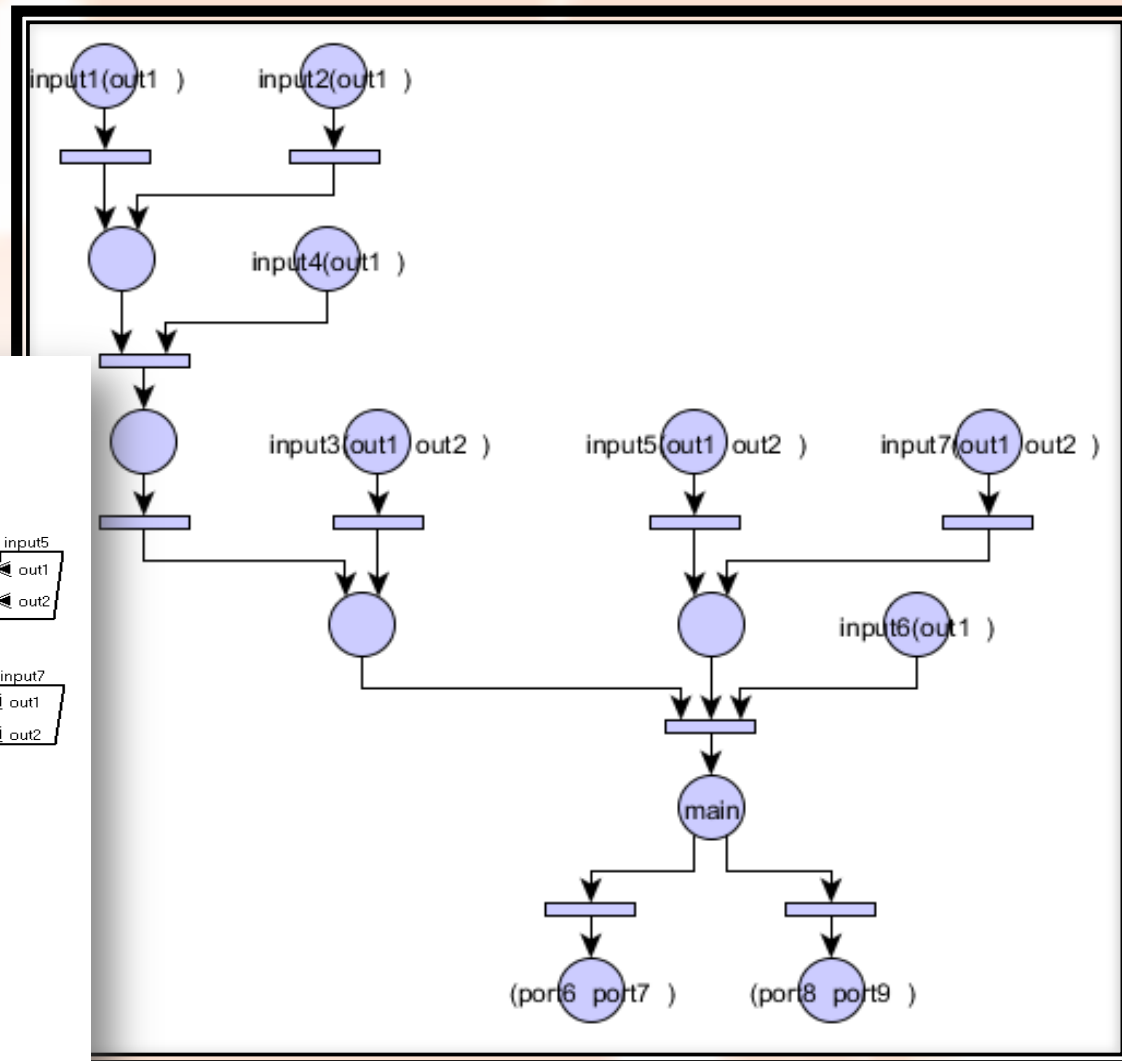 input1(out1 )
input2(out1 )
input4(out1 )
input3(out1 out2 )
input5(out1 out2 )
input7(out1 out2 )
input5
out1
out2
input6(out1 )
input7
out1
out2
main
(port6 port7 )
(port8 port9 )